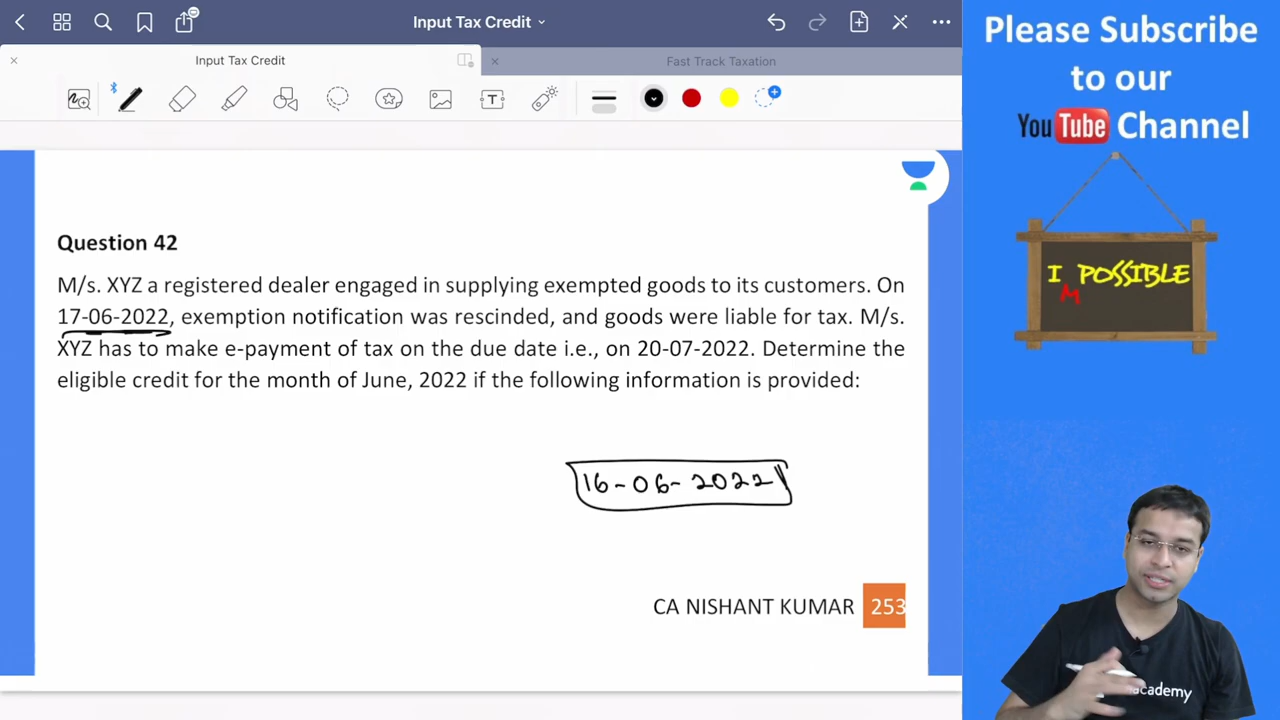 Input Tax Credit
Please Subscribe
to our
YouTube Channel
Input Tax Credit
Fast Track Taxation
T
I POSSIBLE
M
Question 42
M/s. XYZ a registered dealer engaged in supplying exempted goods to its customers. On
17-06-2022, exemption notification was rescinded, and goods were liable for tax. M/s.
XYZ has to make e-payment of tax on the due date i.e., on 20-07-2022. Determine the
eligible credit for the month of June, 2022 if the following information is provided:
16-06-2022
CA NISHANT KUMAR 253
academy